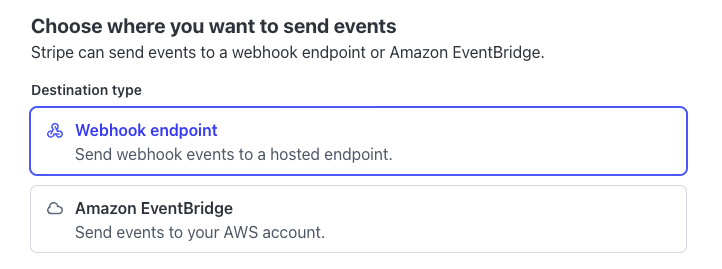 Choose where you want to send events
Stripe can send events to a webhook endpoint or Amazon EventBridge.
Destination type
Webhook endpoint
Send webhook events to a hosted endpoint.
Amazon EventBridge
Send events to your AWS account.